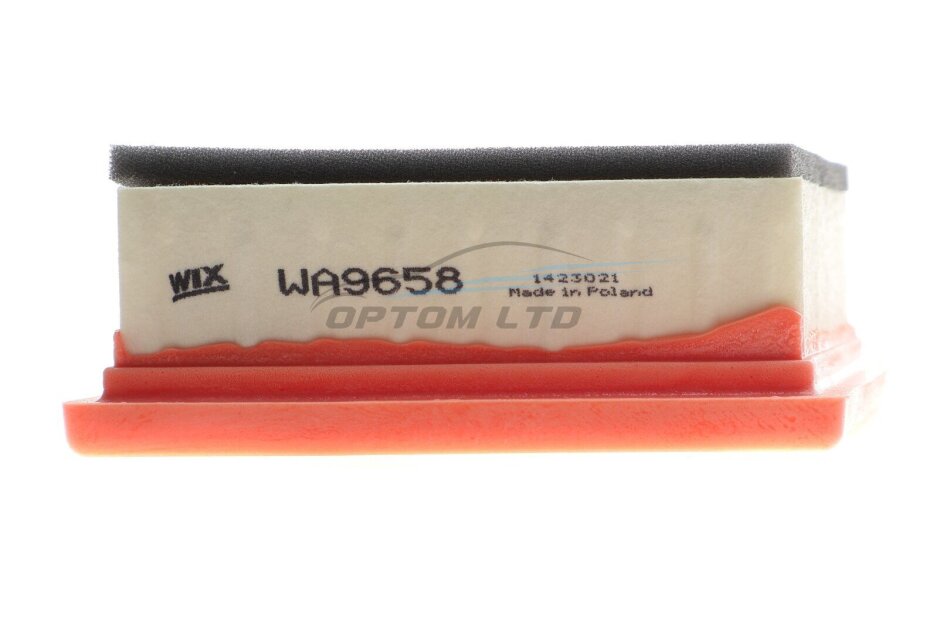 WIX
WA9658
1423021
Made in Poland
OPTOM LTD